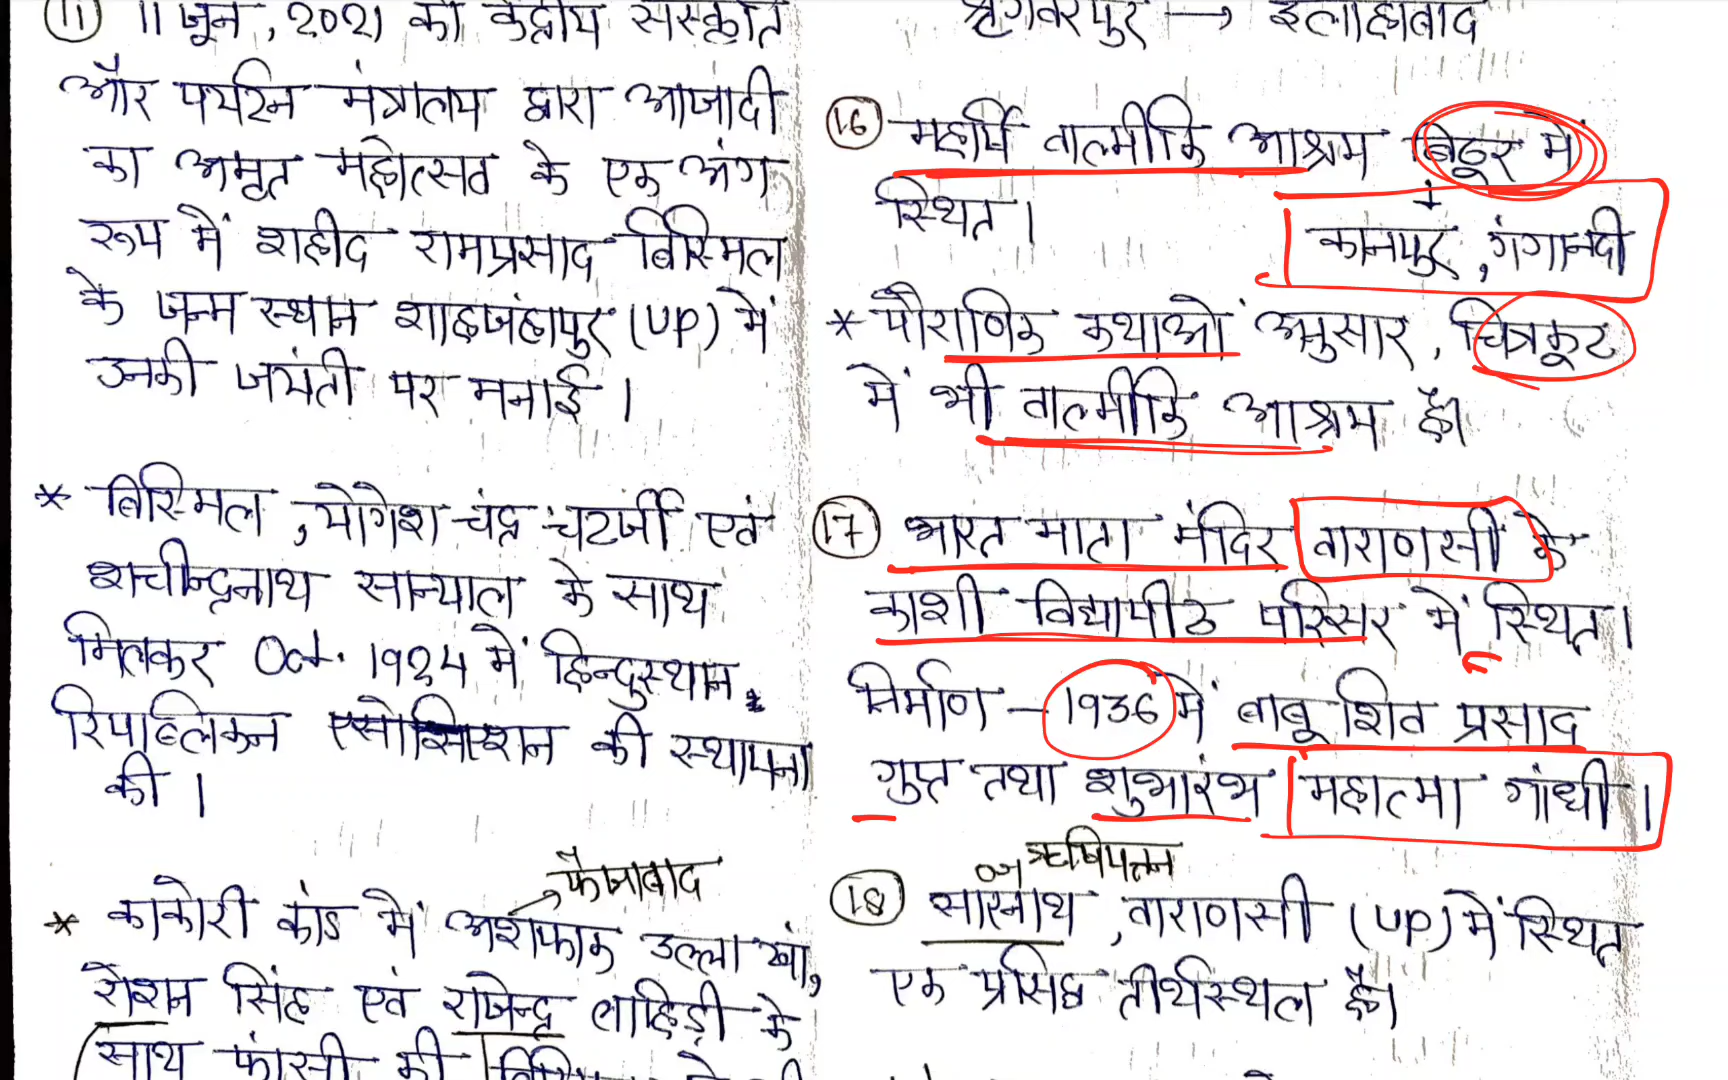 (11) 11 जून, 2021 को केंद्रीय संस्कृति
और पर्यटन मंत्रालय द्वारा आजादी
का अमृत महोत्सव के एक अंग
रूप में शहीद रामप्रसाद बिस्मिल
के जन्म स्थान शाहजंहापुर (UP) में
उनकी जयंती पर मनाई ।
* बिस्मिल, योगेश चंद्र चटर्जी एवं
शचीन्द्रनाथ सान्याल के साथ
मिलकर Oct. 1924 में हिन्दुस्थान
रिपब्लिकन एसोसिएशन की स्थापना
की ।
फैजाबाद
* काकोरी कांड में अशफाक उल्ला खां,
रोशन सिंह एवं राजेन्द्र लाहिड़ी के
साथ फांसी की
श्रृंगवेरपुर → इलाहाबाद
(16) महर्षि वाल्मीकि आश्रम बिठूर में
स्थित ।
कानपुर, गंगानदी
* पौराणिक कथाओं अनुसार, चित्रकूट
में भी वाल्मीकि आश्रम है।
(17) भारत माता मंदिर वाराणसी के
काशी विद्यापीठ परिसर में स्थित ।
निर्माण - 1936 में बाबू शिव प्रसाद
गुप्त तथा शुभारंभ महात्मा गांधी ।
ऋषिपत्तन
(18) सारनाथ, वाराणसी (UP) में स्थित
एक प्रसिद्ध तीर्थस्थल है।